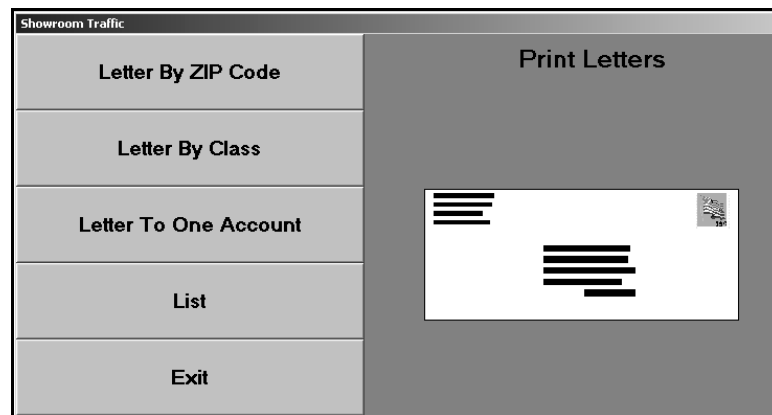 Showroom Traffic
Letter By ZIP Code
Letter By Class
Letter To One Account
List
Exit
Print Letters